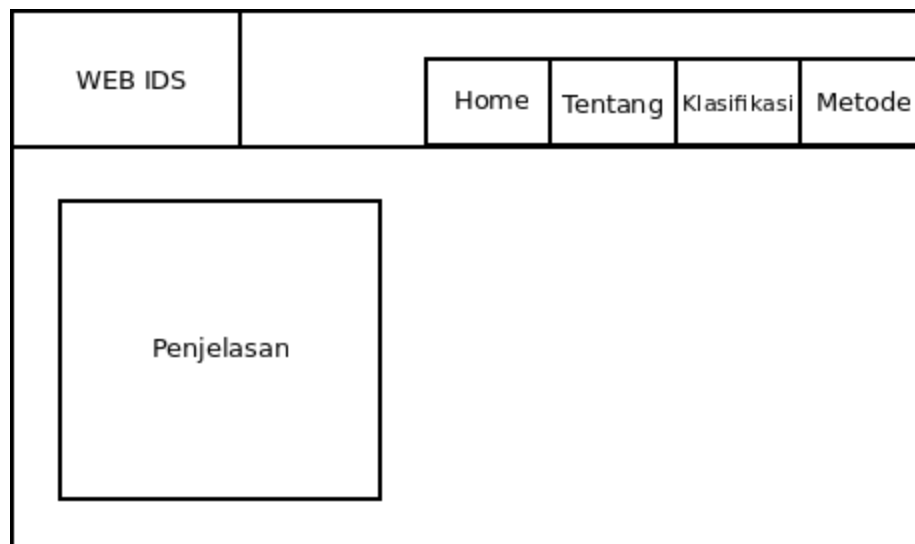 WEB IDS
Home
Tentang
Klasifikasi
Metode
Penjelasan